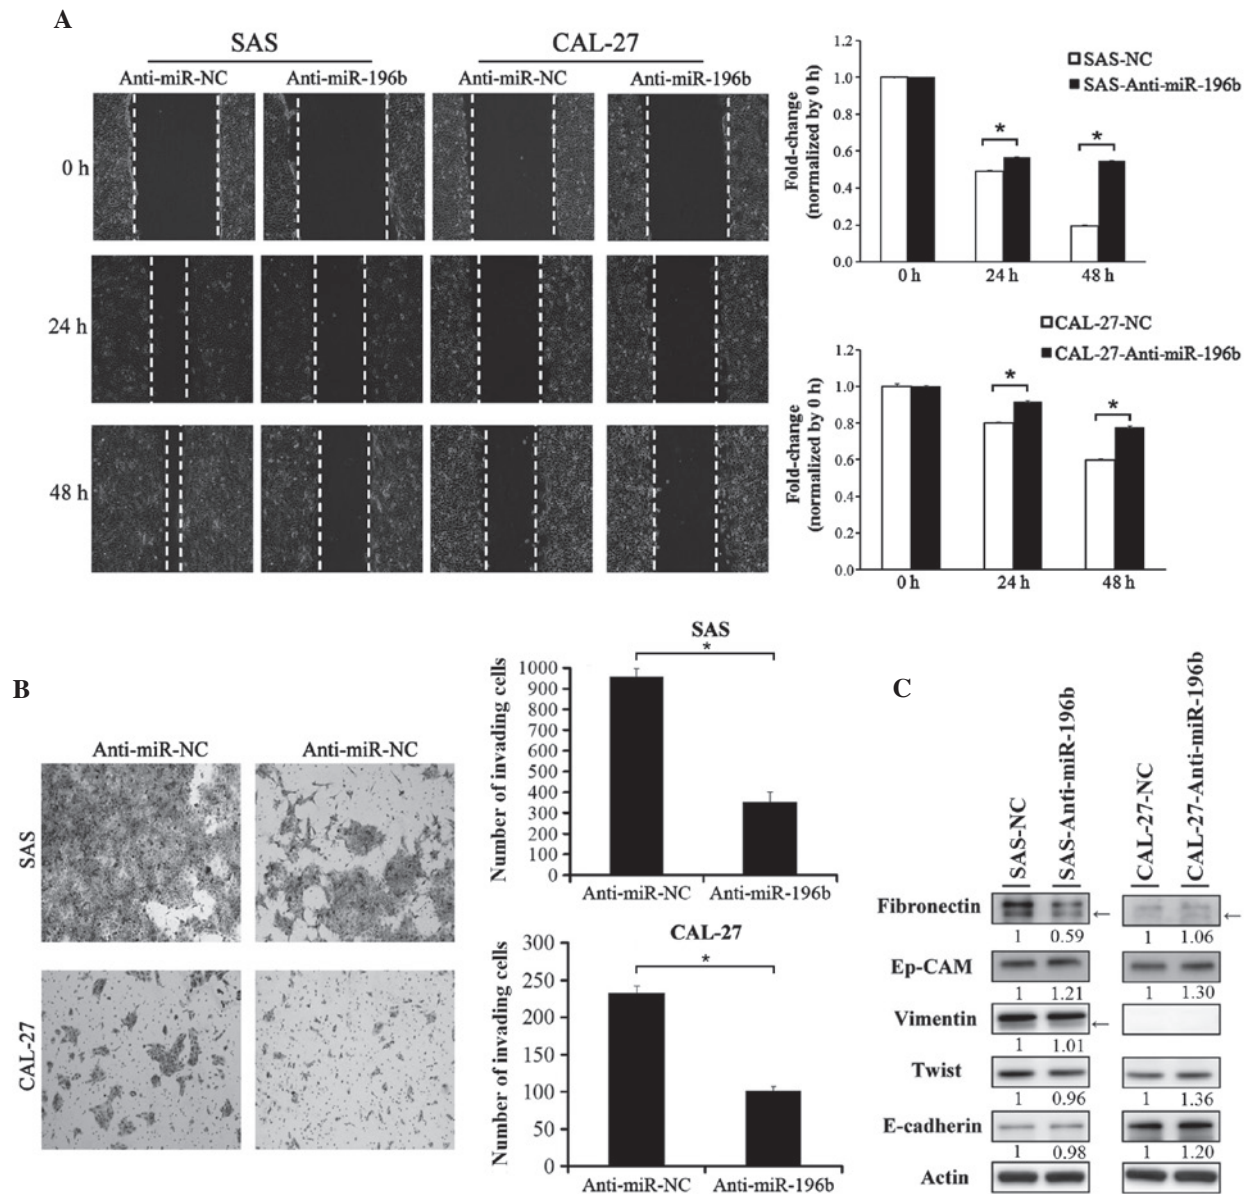 A
SAS
CAL-27
Anti-miR-NC
Anti-miR-196b
Anti-miR-NC
Anti-miR-196b
0 h
24 h
48 h
Fold-change
(normalized by 0 h)
1.2
1.0
0.8
0.6
0.4
0.2
0.0
SAS-NC
SAS-Anti-miR-196b
*
*
0 h
24 h
48 h
Fold-change
(normalized by 0 h)
1.2
1.0
0.8
0.6
0.4
0.2
0.0
CAL-27-NC
CAL-27-Anti-miR-196b
*
*
0 h
24 h
48 h
B
Anti-miR-NC
Anti-miR-NC
SAS
CAL-27
SAS
*
Number of invading cells
1000
900
800
700
600
500
400
300
200
100
0
Anti-miR-NC
Anti-miR-196b
CAL-27
*
Number of invading cells
300
250
200
150
100
50
0
Anti-miR-NC
Anti-miR-196b
C
SAS-NC
SAS-Anti-miR-196b
CAL-27-NC
CAL-27-Anti-miR-196b
Fibronectin ← ←
1 0.59 1 1.06
Ep-CAM
1 1.21 1 1.30
Vimentin ←
1 1.01
Twist
1 0.96 1 1.36
E-cadherin
1 0.98 1 1.20
Actin